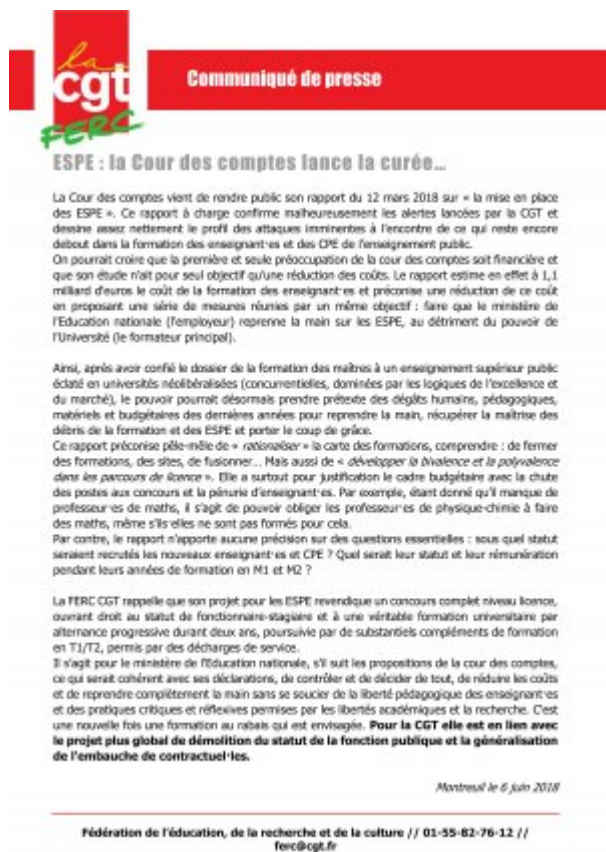 la
cgt
FERC
Communiqué de presse
ESPE : la Cour des comptes lance la curée…
La Cour des comptes vient de rendre public son rapport du 12 mars 2018 sur « la mise en place
des ESPE ». Ce rapport à charge confirme malheureusement les alertes lancées par la CGT et
dessine assez nettement le profil des attaques imminentes à l'encontre de ce qui reste encore
debout dans la formation des enseignant·es et des CPE de l'enseignement public.
On pourrait croire que la première et seule préoccupation de la cour des comptes soit financière et
que son étude n'ait pour seul objectif qu'une réduction des coûts. Le rapport estime en effet à 1,1
milliard d'euros le coût de la formation des enseignant·es et préconise une réduction de ce coût
en proposant une série de mesures réunies par un même objectif : faire que le ministère de
l'Education nationale (l'employeur) reprenne la main sur les ESPE, au détriment du pouvoir de
l'Université (le formateur principal).
Ainsi, après avoir confié le dossier de la formation des maîtres à un enseignement supérieur public
éclaté en universités néolibéralisées (concurrentielles, dominées par les logiques de l'excellence et
du marché), le pouvoir pourrait désormais prendre prétexte des dégâts humains, pédagogiques,
matériels et budgétaires des dernières années pour reprendre la main, récupérer la maîtrise des
débris de la formation et des ESPE et porter le coup de grâce.
Ce rapport préconise pêle-mêle de « rationaliser » la carte des formations, comprendre : de fermer
des formations, des sites, de fusionner... Mais aussi de « développer la bivalence et la polyvalence
dans les parcours de licence ». Elle a surtout pour justification le cadre budgétaire avec la chute
des postes aux concours et la pénurie d'enseignant·es. Par exemple, étant donné qu'il manque de
professeur·es de maths, il s'agit de pouvoir obliger les professeur·es de physique-chimie à faire
des maths, même s'ils·elles ne sont pas formés pour cela.
Par contre, le rapport n'apporte aucune précision sur des questions essentielles : sous quel statut
seraient recrutés les nouveaux enseignant·es et CPE ? Quel serait leur statut et leur rémunération
pendant leurs années de formation en M1 et M2 ?
La FERC CGT rappelle que son projet pour les ESPE revendique un concours complet niveau licence,
ouvrant droit au statut de fonctionnaire-stagiaire et à une véritable formation universitaire par
alternance progressive durant deux ans, poursuivie par de substantiels compléments de formation
en T1/T2, permis par des décharges de service.
Il s'agit pour le ministère de l'Education nationale, s'il suit les propositions de la cour des comptes,
ce qui serait cohérent avec ses déclarations, de contrôler et de décider de tout, de réduire les coûts
et de reprendre complètement la main sans se soucier de la liberté pédagogique des enseignant·es
et des pratiques critiques et réflexives permises par les libertés académiques et la recherche. C'est
une nouvelle fois une formation au rabais qui est envisagée. Pour la CGT elle est en lien avec
le projet plus global de démolition du statut de la fonction publique et la généralisation
de l'embauche de contractuel·les.
Montreuil le 6 juin 2018
Fédération de l'éducation, de la recherche et de la culture // 01-55-82-76-12 //
ferc@cgt.fr